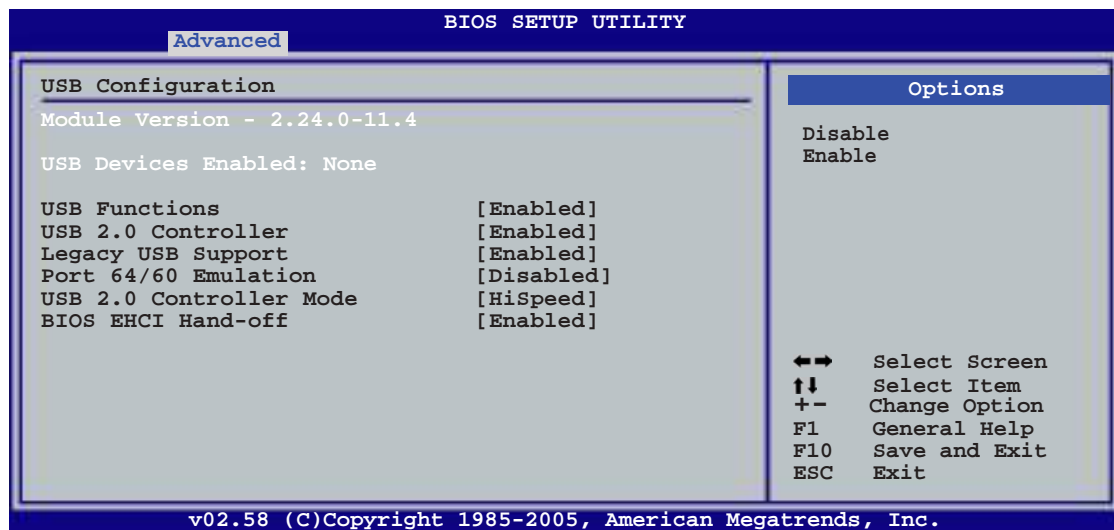 BIOS SETUP UTILITY
Advanced
USB Configuration
Module Version - 2.24.0-11.4
USB Devices Enabled: None
USB Functions [Enabled]
USB 2.0 Controller [Enabled]
Legacy USB Support [Enabled]
Port 64/60 Emulation [Disabled]
USB 2.0 Controller Mode [HiSpeed]
BIOS EHCI Hand-off [Enabled]
Options
Disable
Enable
←→ Select Screen
↑↓ Select Item
+- Change Option
F1 General Help
F10 Save and Exit
ESC Exit
v02.58 (C)Copyright 1985-2005, American Megatrends, Inc.